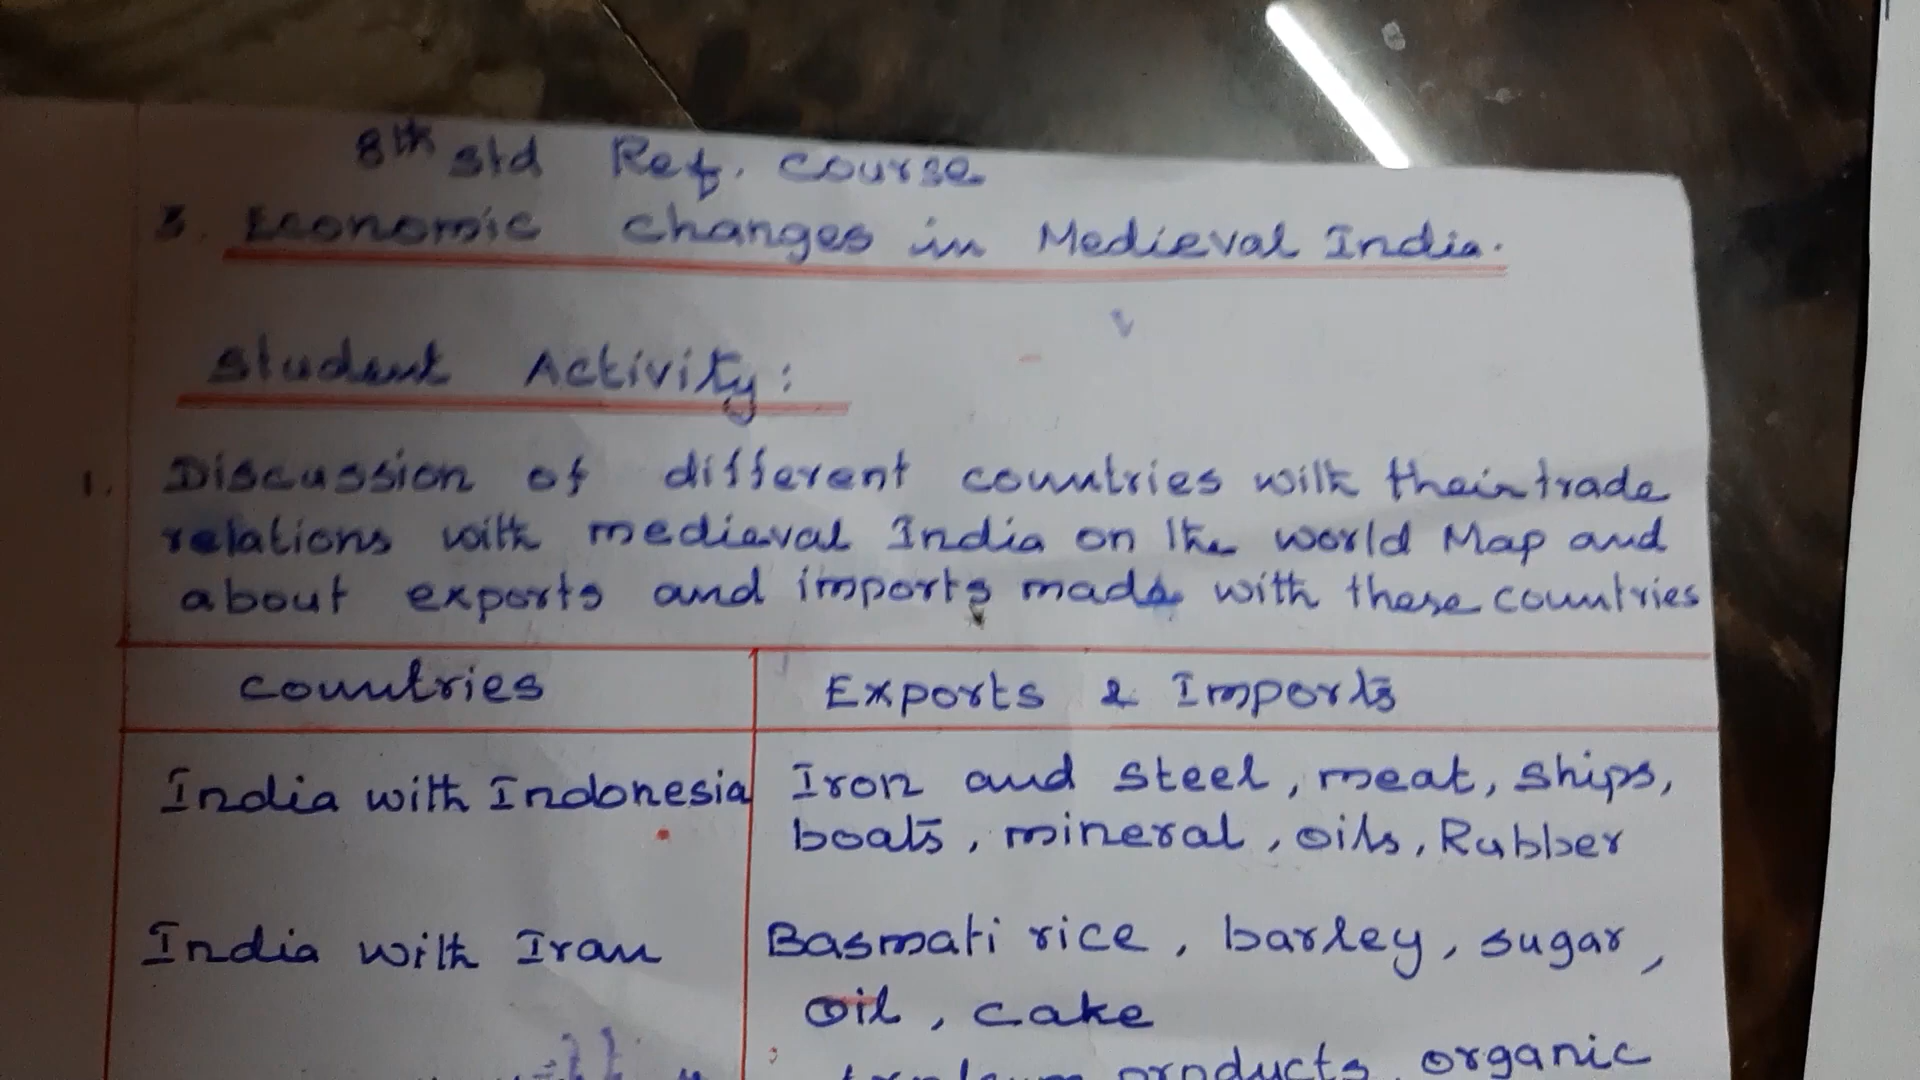 8th std Ref. course
3. Economic changes in Medieval India.
Student Activity:
1. Discussion of different countries with their trade
relations with medieval India on the world Map and
about exports and imports made with these countries
countries
Exports & Imports
India with Indonesia
Iron and steel, meat, ships,
boats, mineral, oils, Rubber
India with Iran
Basmati rice, barley, sugar,
oil, cake
products, organic